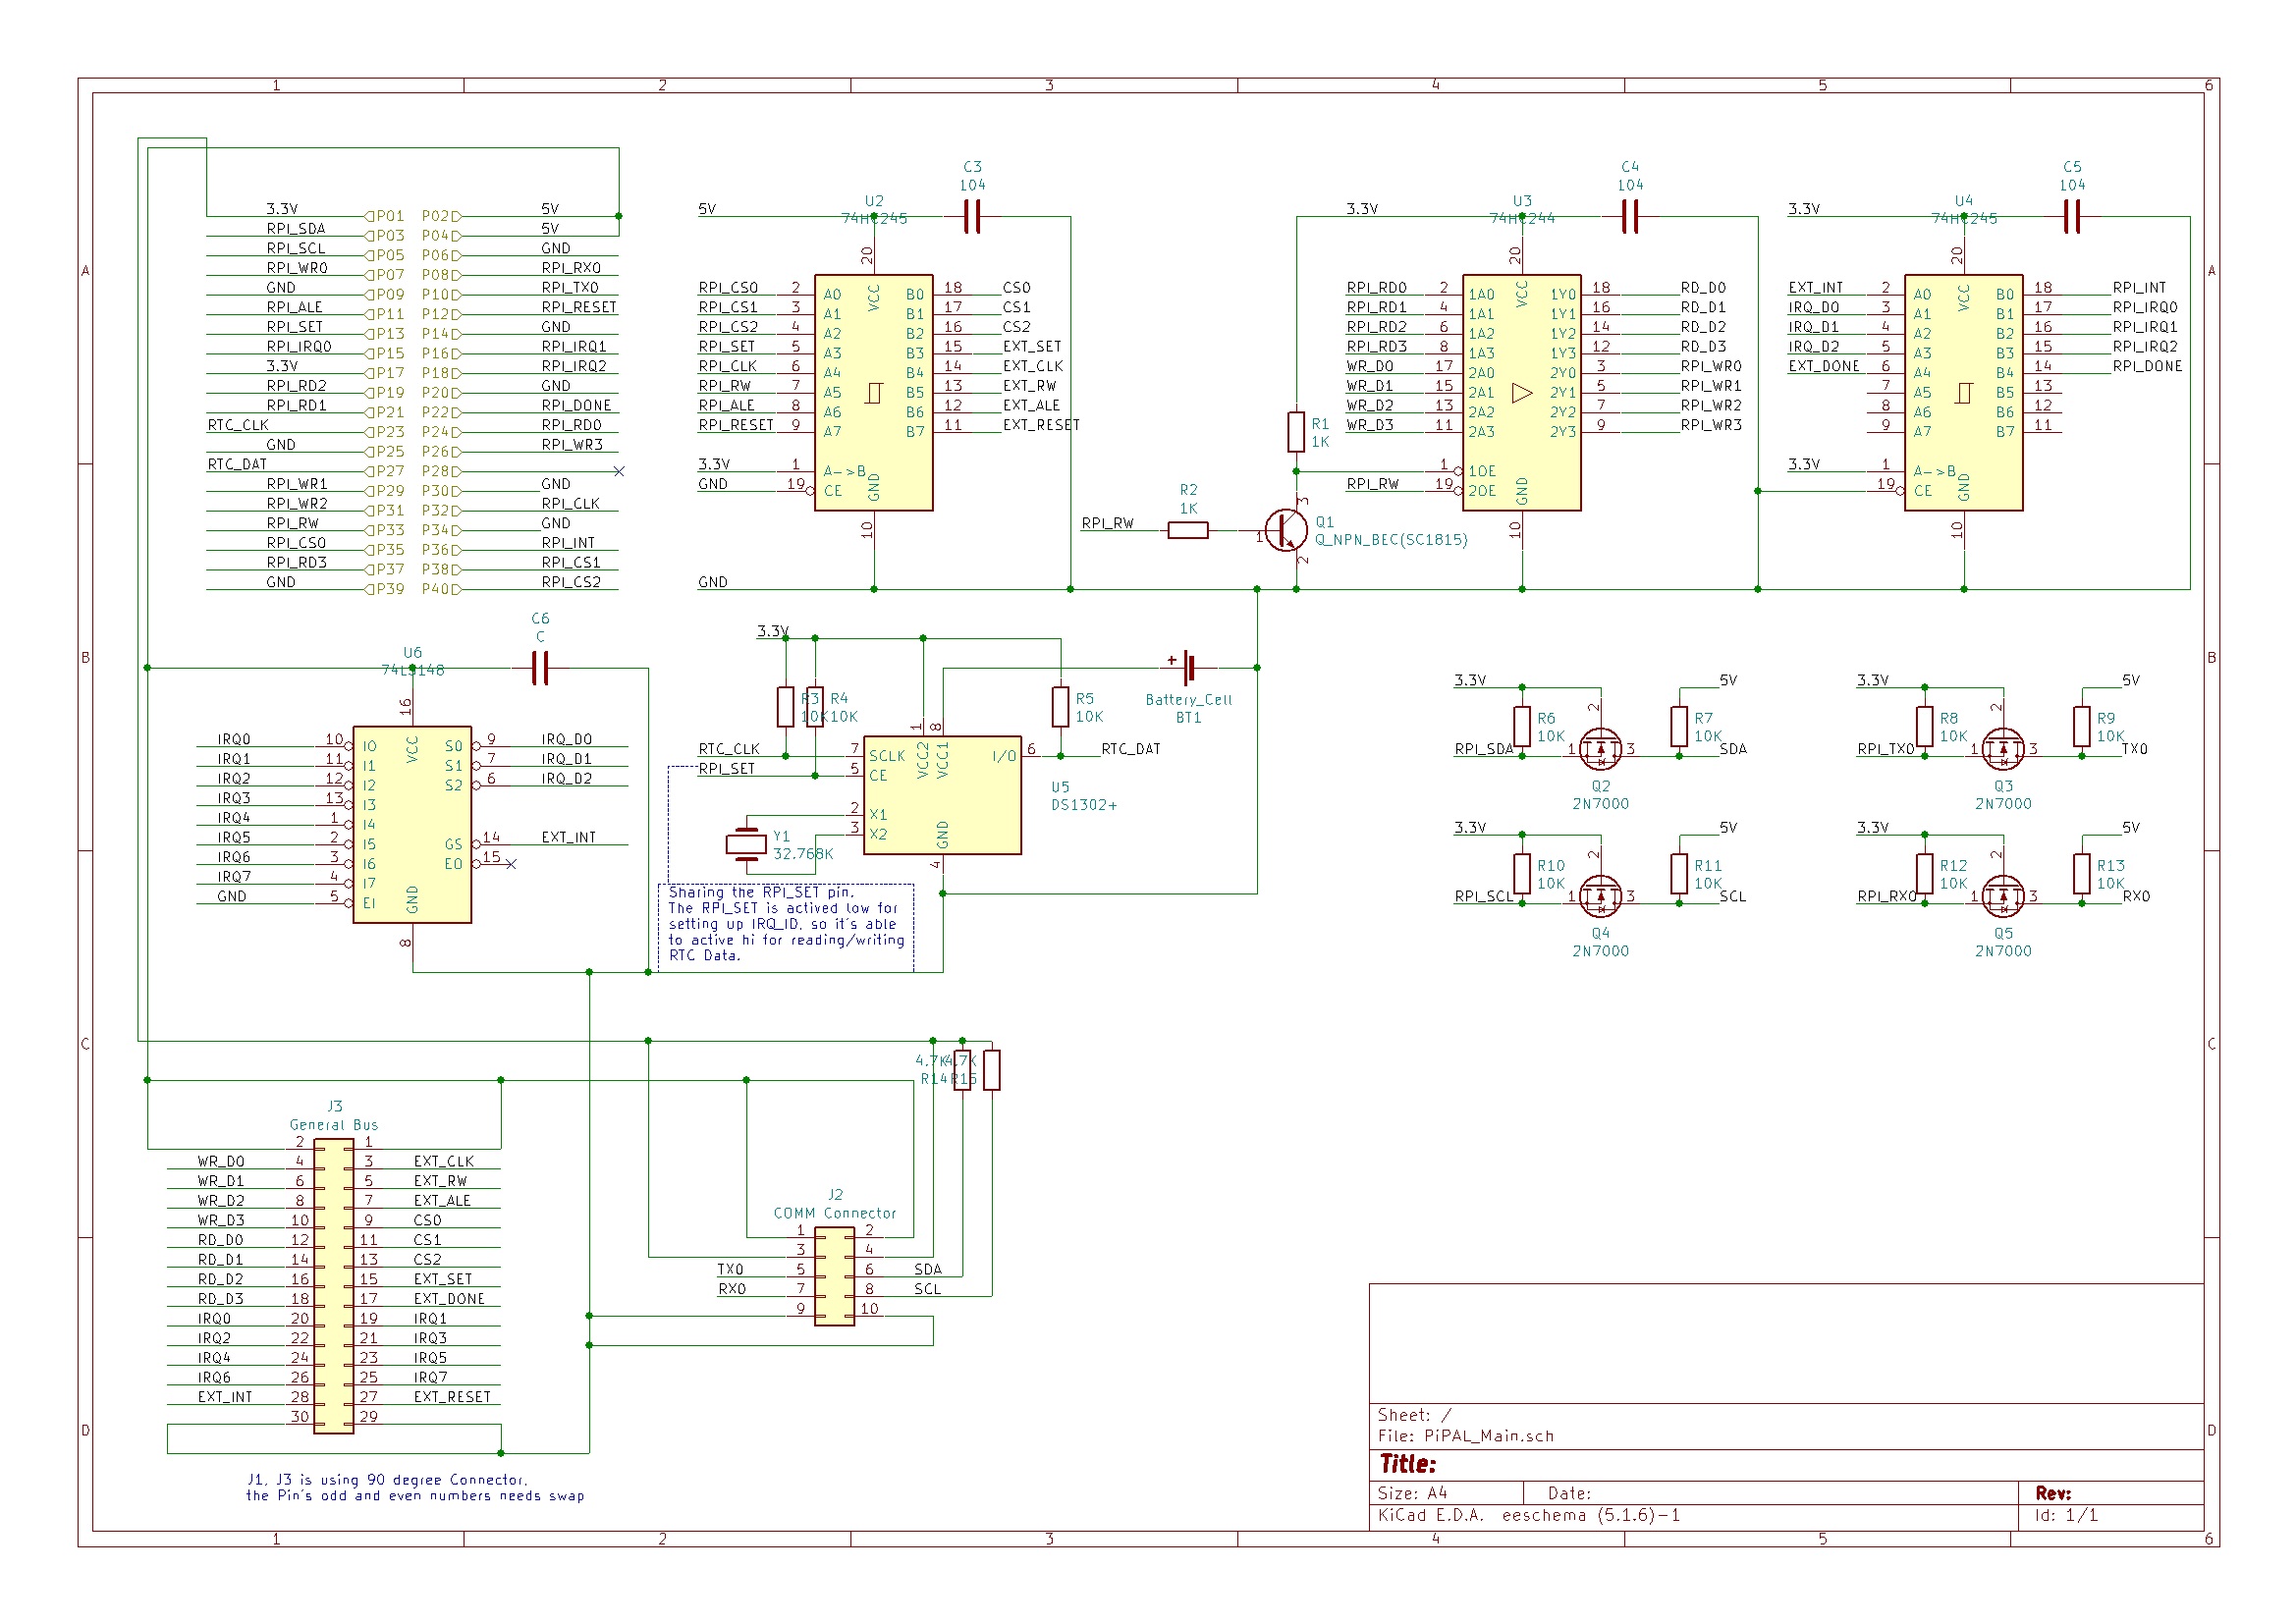 1 2 3 4 5 6
A A
B B
C C
D D
1 2 3 4 5 6
3.3V P01 P02 5V
RPI_SDA P03 P04 5V
RPI_SCL P05 P06 GND
RPI_WR0 P07 P08 RPI_RX0
GND P09 P10 RPI_TX0
RPI_ALE P11 P12 RPI_RESET
RPI_SET P13 P14 GND
RPI_IRQ0 P15 P16 RPI_IRQ1
3.3V P17 P18 RPI_IRQ2
RPI_RD2 P19 P20 GND
RPI_RD1 P21 P22 RPI_DONE
RTC_CLK P23 P24 RPI_RD0
GND P25 P26 RPI_WR3
RTC_DAT P27 P28
RPI_WR1 P29 P30 GND
RPI_WR2 P31 P32 RPI_CLK
RPI_RW P33 P34 GND
RPI_CS0 P35 P36 RPI_INT
RPI_RD3 P37 P38 RPI_CS1
GND P39 P40 RPI_CS2
C3
104
U2
74HC245
5V
20
VCC
RPI_CS0 2 A0 B0 18 CS0
RPI_CS1 3 A1 B1 17 CS1
RPI_CS2 4 A2 B2 16 CS2
RPI_SET 5 A3 B3 15 EXT_SET
RPI_CLK 6 A4 B4 14 EXT_CLK
RPI_RW 7 A5 B5 13 EXT_RW
RPI_ALE 8 A6 B6 12 EXT_ALE
RPI_RESET 9 A7 B7 11 EXT_RESET
3.3V 1 A->B
GND 19 CE
GND
10
GND
R1
1K
R2
1K
RPI_RW
1 3 2
Q1
Q_NPN_BEC(SC1815)
C4
104
U3
74HC244
3.3V
20
VCC
RPI_RD0 2 1A0 1Y0 18 RD_D0
RPI_RD1 4 1A1 1Y1 16 RD_D1
RPI_RD2 6 1A2 1Y2 14 RD_D2
RPI_RD3 8 1A3 1Y3 12 RD_D3
WR_D0 17 2A0 2Y0 3 RPI_WR0
WR_D1 15 2A1 2Y1 5 RPI_WR1
WR_D2 13 2A2 2Y2 7 RPI_WR2
WR_D3 11 2A3 2Y3 9 RPI_WR3
1 1OE
RPI_RW 19 2OE
GND
10
C5
104
U4
74HC245
3.3V
20
VCC
EXT_INT 2 A0 B0 18 RPI_INT
IRQ_D0 3 A1 B1 17 RPI_IRQ0
IRQ_D1 4 A2 B2 16 RPI_IRQ1
IRQ_D2 5 A3 B3 15 RPI_IRQ2
EXT_DONE 6 A4 B4 14 RPI_DONE
7 A5 B5 13
8 A6 B6 12
9 A7 B7 11
3.3V 1 A->B
19 CE
GND
10
C6
C
U6
74LS148
16
VCC
IRQ0 10 I0 S0 9 IRQ_D0
IRQ1 11 I1 S1 7 IRQ_D1
IRQ2 12 I2 S2 6 IRQ_D2
IRQ3 13 I3
IRQ4 1 I4
IRQ5 2 I5 GS 14 EXT_INT
IRQ6 3 I6 EO 15
IRQ7 4 I7
GND 5 EI
GND
8
3.3V
R3
10K
R4
10K
R5
10K
+
Battery_Cell
BT1
1 8
VCC2 VCC1
RTC_CLK 7 SCLK I/O 6 RTC_DAT
RPI_SET 5 CE
2 X1
3 X2
GND
4
U5
DS1302+
Y1
32.768K
Sharing the RPI_SET pin.
The RPI_SET is actived low for
setting up IRQ_ID, so it's able
to active hi for reading/writing
RTC Data.
3.3V 5V
R6
10K
2
R7
10K
RPI_SDA 1 3 SDA
Q2
2N7000
3.3V 5V
R8
10K
2
R9
10K
RPI_TX0 1 3 TX0
Q3
2N7000
3.3V 5V
R10
10K
2
R11
10K
RPI_SCL 1 3 SCL
Q4
2N7000
3.3V 5V
R12
10K
2
R13
10K
RPI_RX0 1 3 RX0
Q5
2N7000
4.7K 4.7K
R14 R15
J3
General Bus
2 1
WR_D0 4 3 EXT_CLK
WR_D1 6 5 EXT_RW
WR_D2 8 7 EXT_ALE
WR_D3 10 9 CS0
RD_D0 12 11 CS1
RD_D1 14 13 CS2
RD_D2 16 15 EXT_SET
RD_D3 18 17 EXT_DONE
IRQ0 20 19 IRQ1
IRQ2 22 21 IRQ3
IRQ4 24 23 IRQ5
IRQ6 26 25 IRQ7
EXT_INT 28 27 EXT_RESET
30 29
J1, J3 is using 90 degree Connector,
the Pin's odd and even numbers needs swap
J2
COMM Connector
1 2
3 4
TX0 5 6 SDA
RX0 7 8 SCL
9 10
Sheet: /
File: PiPAL_Main.sch
Title:
Size: A4 Date: Rev:
KiCad E.D.A. eeschema (5.1.6)-1 Id: 1/1